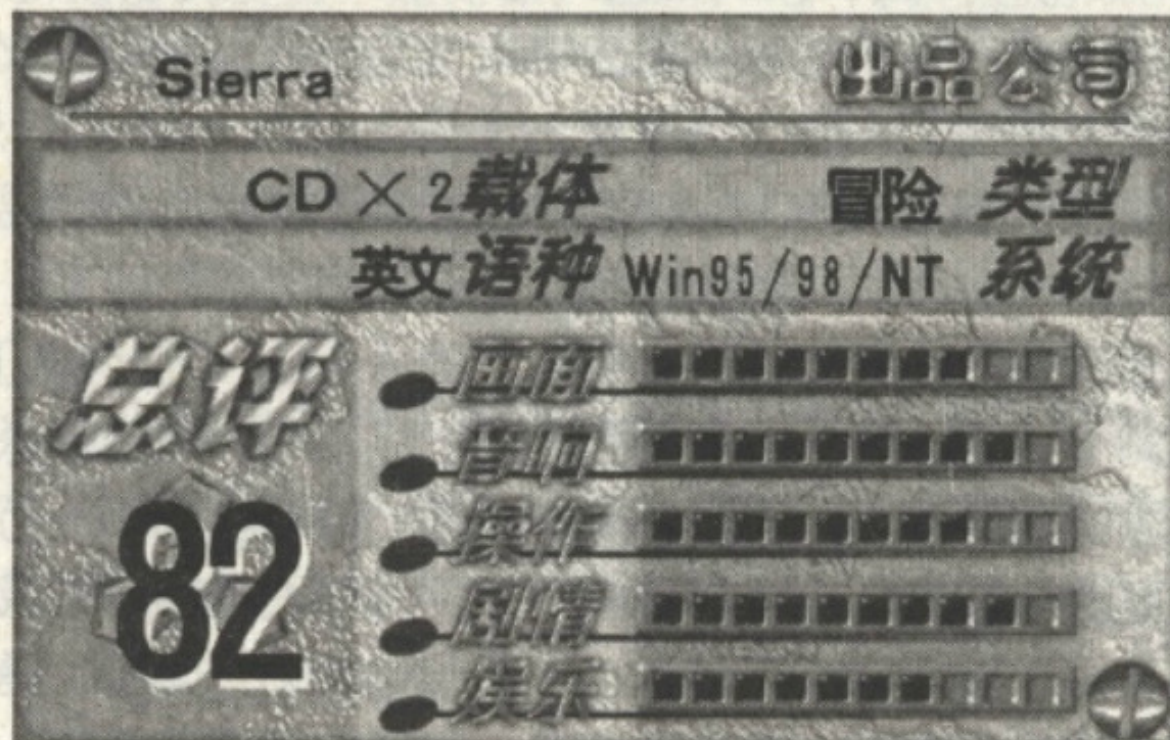 Sierra 出品公司
CD×2 载体 冒险 类型
英文 语种 Win95/98/NT 系统
总评
82
画面
音响
操作
剧情
娱乐